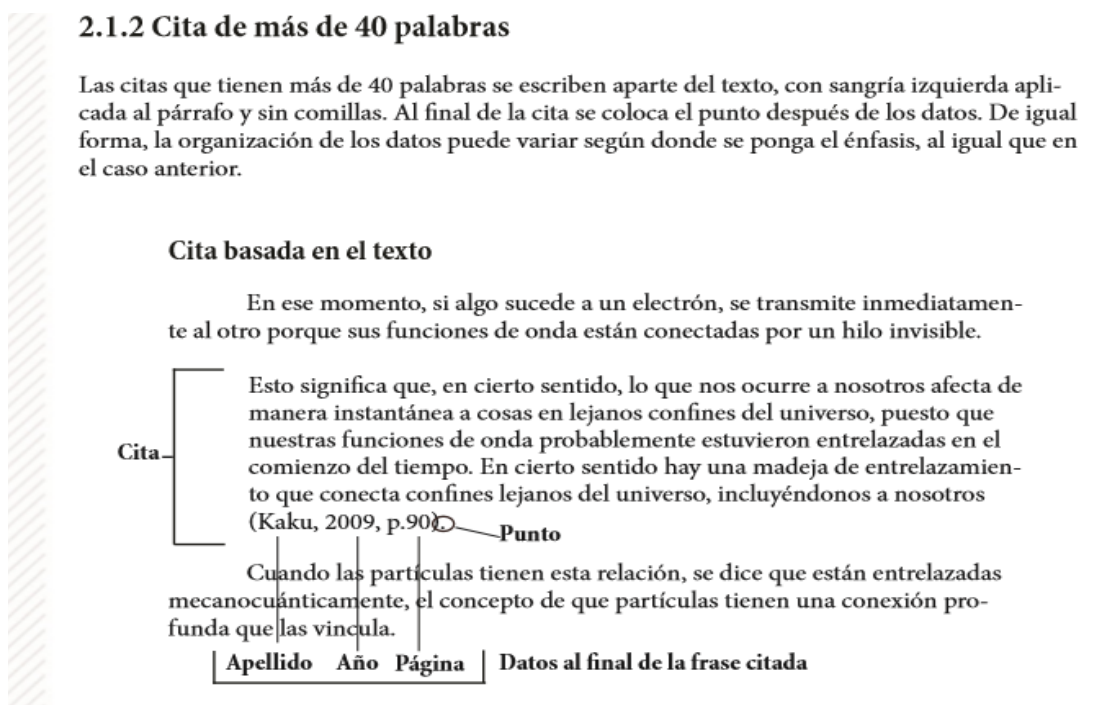 2.1.2 Cita de más de 40 palabras
Las citas que tienen más de 40 palabras se escriben aparte del texto, con sangría izquierda apli-
cada al párrafo y sin comillas. Al final de la cita se coloca el punto después de los datos. De igual
forma, la organización de los datos puede variar según donde se ponga el énfasis, al igual que en
el caso anterior.
Cita basada en el texto
En ese momento, si algo sucede a un electrón, se transmite inmediatamen-
te al otro porque sus funciones de onda están conectadas por un hilo invisible.
Esto significa que, en cierto sentido, lo que nos ocurre a nosotros afecta de
manera instantánea a cosas en lejanos confines del universo, puesto que
nuestras funciones de onda probablemente estuvieron entrelazadas en el
Cita
comienzo del tiempo. En cierto sentido hay una madeja de entrelazamien-
to que conecta confines lejanos del universo, incluyéndonos a nosotros
(Kaku, 2009, p.90).
Punto
Cuando las partículas tienen esta relación, se dice que están entrelazadas
mecanocuánticamente, el concepto de que partículas tienen una conexión pro-
funda que las vincula.
Apellido Año Página Datos al final de la frase citada